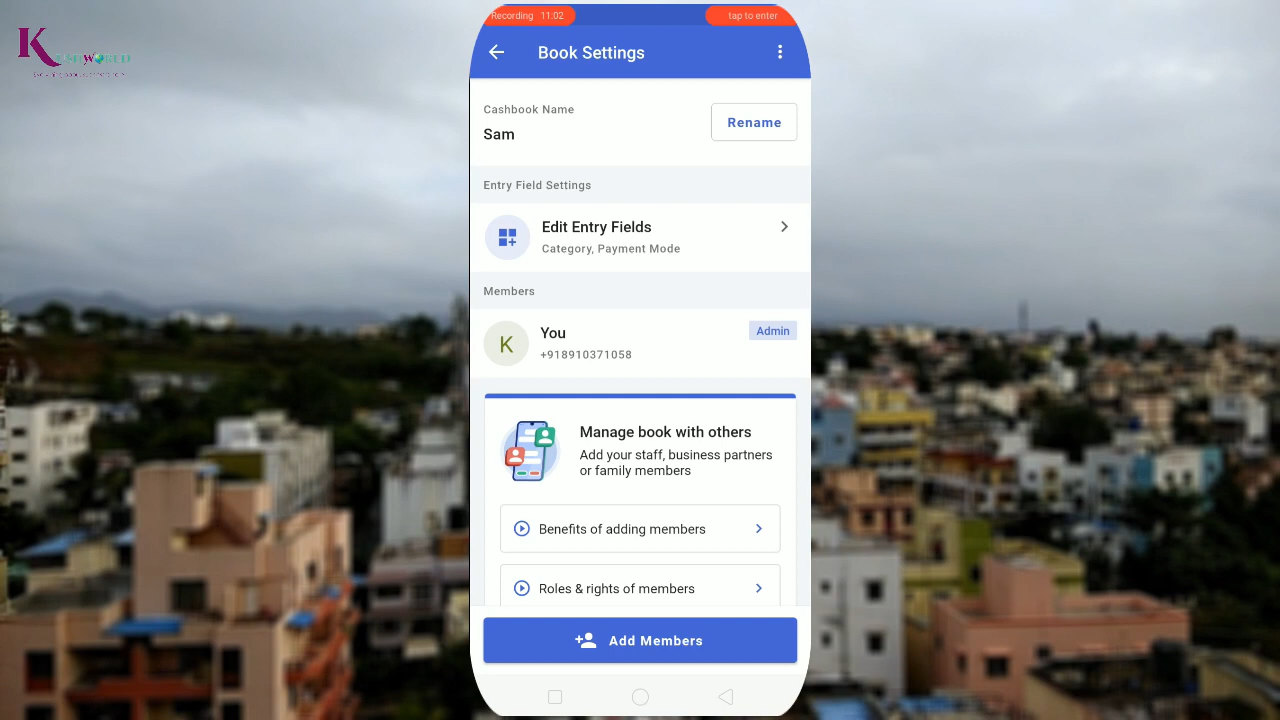 Recording 11:02
tap to enter
Book Settings
Cashbook Name
Sam
Rename
Entry Field Settings
Edit Entry Fields
Category, Payment Mode
Members
K
You
Admin
+918910371058
Manage book with others
Add your staff, business partners
or family members
Benefits of adding members
Roles & rights of members
Add Members